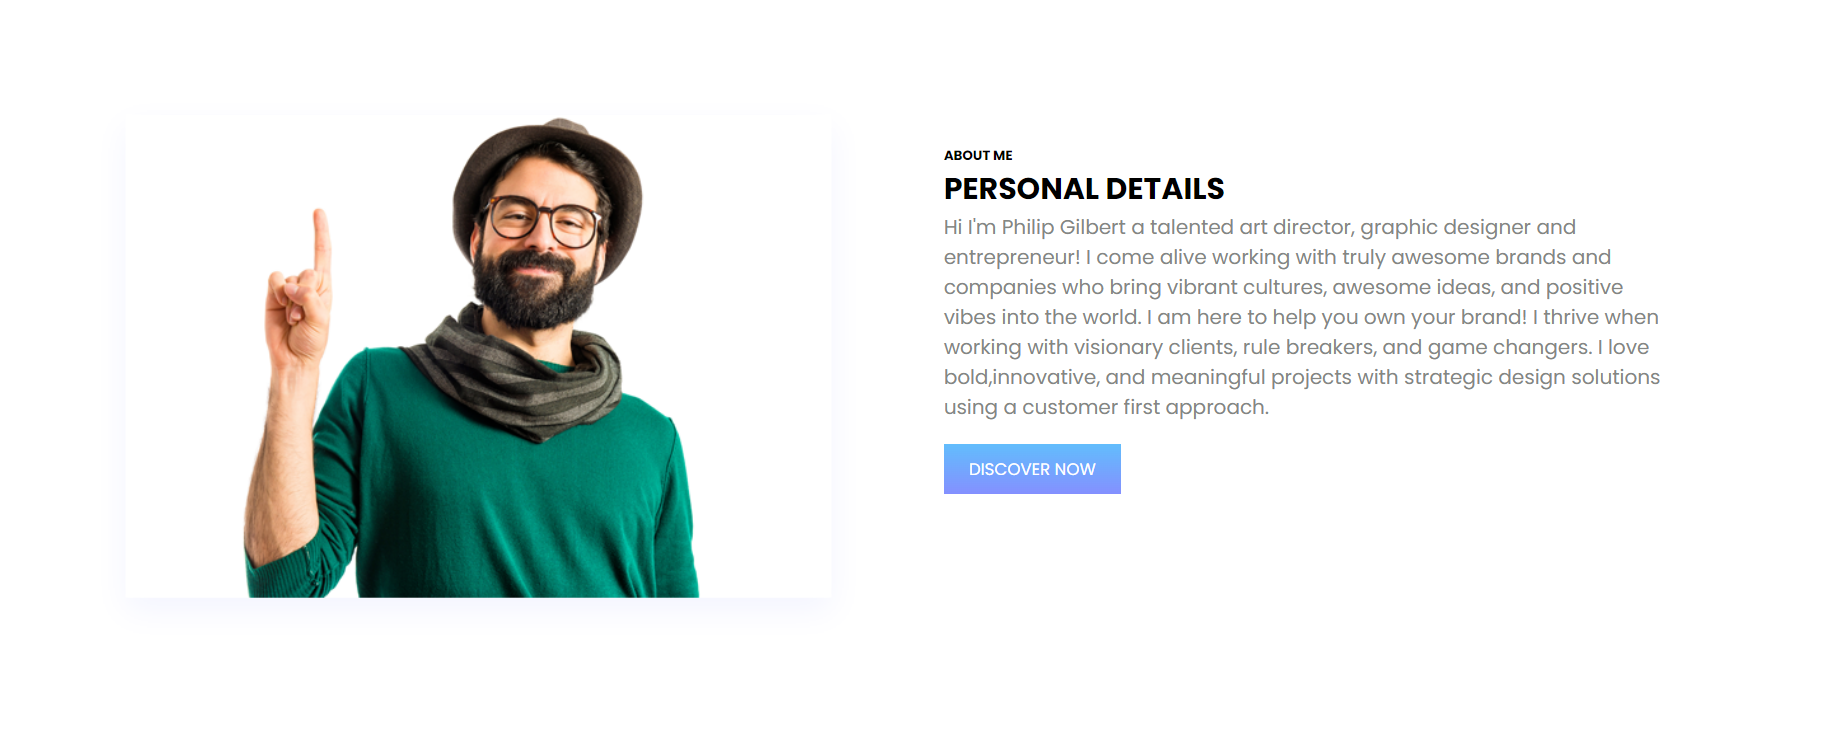 ABOUT ME
PERSONAL DETAILS
Hi I'm Philip Gilbert a talented art director, graphic designer and
entrepreneur! I come alive working with truly awesome brands and
companies who bring vibrant cultures, awesome ideas, and positive
vibes into the world. I am here to help you own your brand! I thrive when
working with visionary clients, rule breakers, and game changers. I love
bold,innovative, and meaningful projects with strategic design solutions
using a customer first approach.
DISCOVER NOW